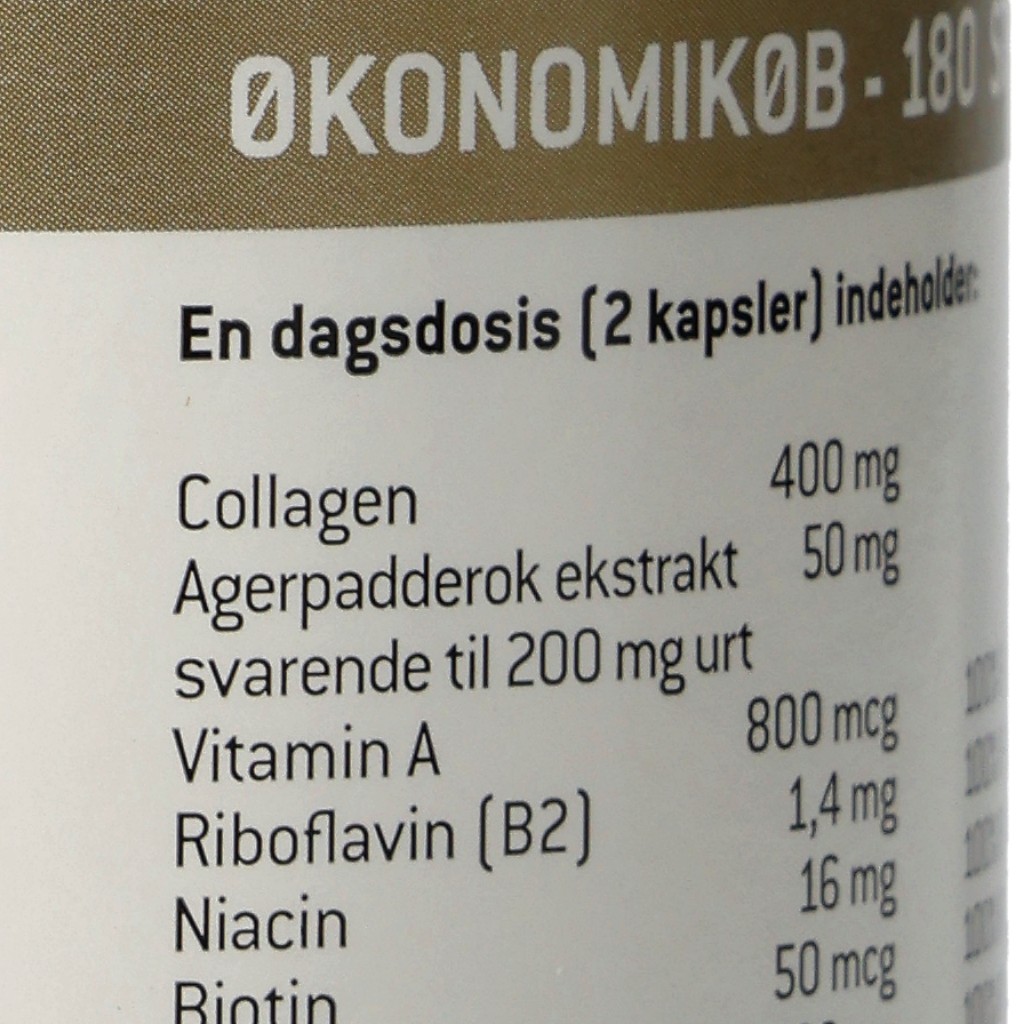 ØKONOMIKØB - 180
En dagsdosis (2 kapsler) indeholder:
Collagen 400 mg
Agerpadderok ekstrakt 50 mg
svarende til 200 mg urt
Vitamin A 800 mcg
Riboflavin (B2) 1,4 mg
Niacin 16 mg
Biotin 50 mcg